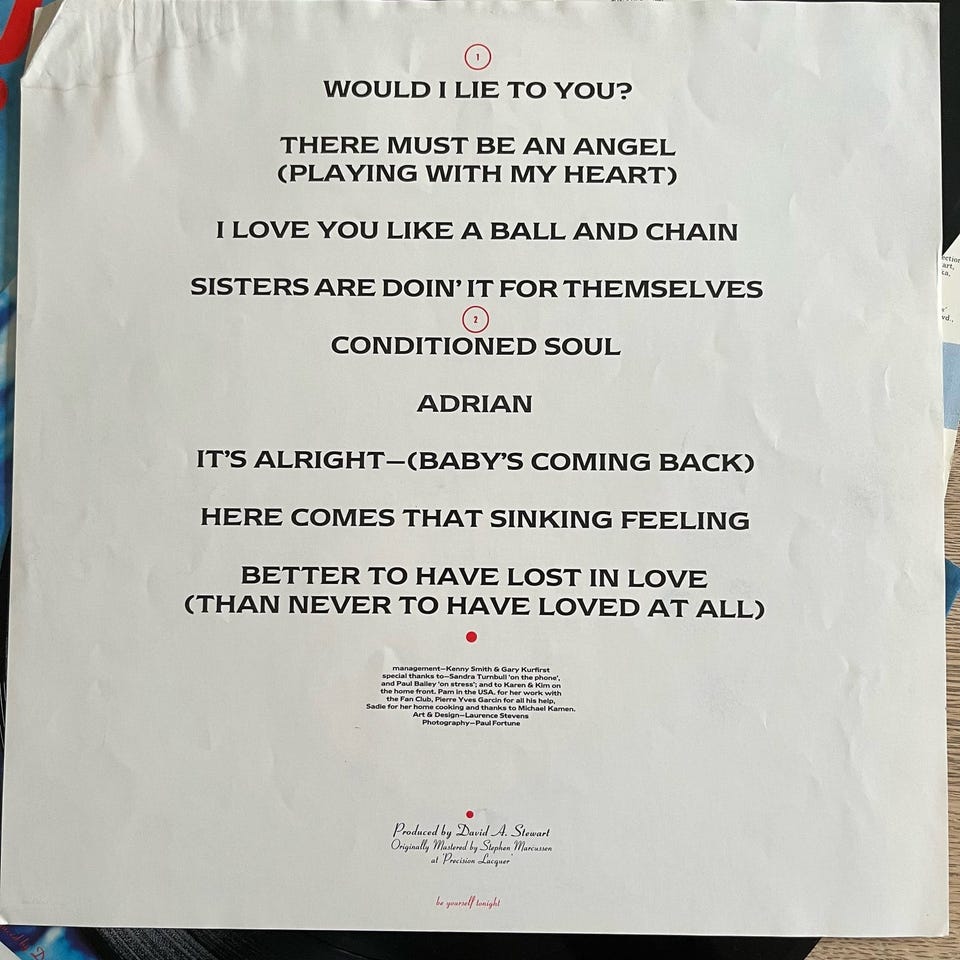 1
WOULD I LIE TO YOU?
THERE MUST BE AN ANGEL
(PLAYING WITH MY HEART)
I LOVE YOU LIKE A BALL AND CHAIN
SISTERS ARE DOIN' IT FOR THEMSELVES
2
CONDITIONED SOUL
ADRIAN
IT'S ALRIGHT—(BABY'S COMING BACK)
HERE COMES THAT SINKING FEELING
BETTER TO HAVE LOST IN LOVE
(THAN NEVER TO HAVE LOVED AT ALL)
management—Kenny Smith & Gary Kurfirst
special thanks to—Sandra Turnbull 'on the phone',
and Paul Bailey 'on stress'; and to Karen & Kim on
the home front. Pam in the USA. for her work with
the Fan Club, Pierre Yves Garcin for all his help,
Sadie for her home cooking and thanks to Michael Kamen.
Art & Design—Laurence Stevens
Photography—Paul Fortune
Produced by David A. Stewart
Originally Mastered by Stephen Marcussen
at 'Precision Lacquer'
be yourself tonight